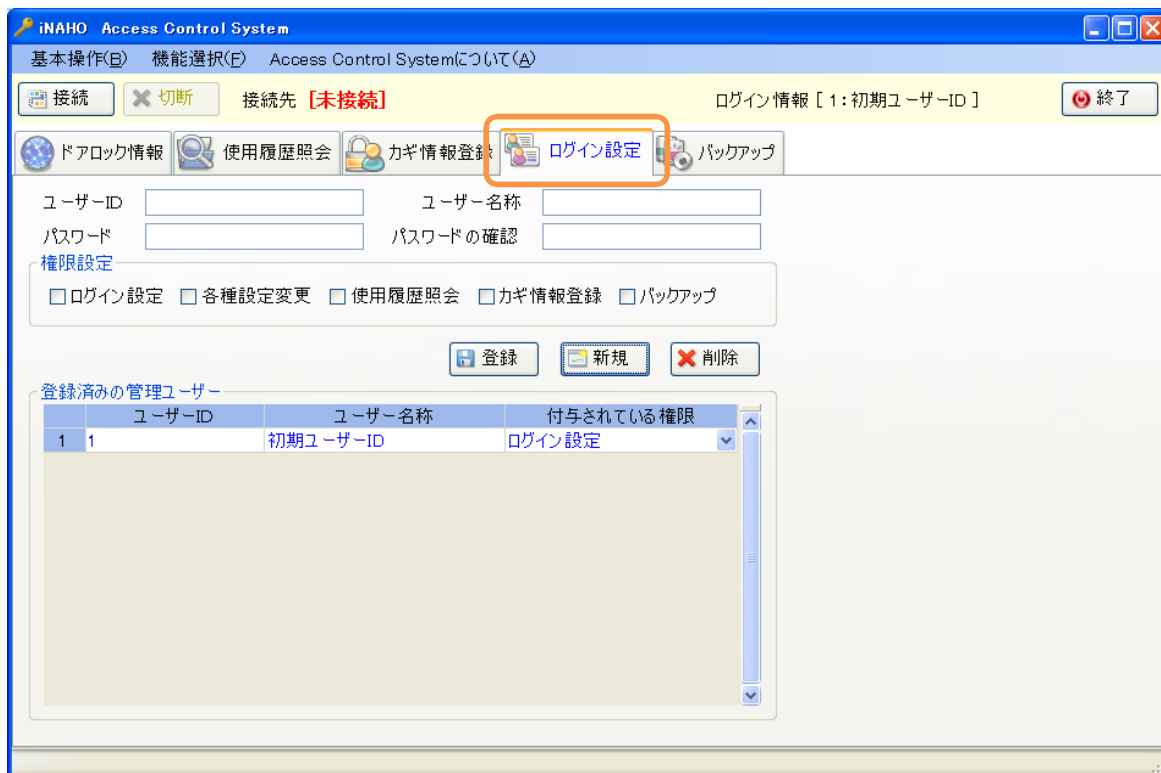 iNAHO Access Control System
基本操作(B) 機能選択(F) Access Control Systemについて(A)
接続 切断 接続先 [未接続] ログイン情報 [ 1:初期ユーザーID ] 終了
ドアロック情報 使用履歴照会 カギ情報登録 ログイン設定 バックアップ
ユーザーID ユーザー名称
パスワード パスワードの確認
権限設定
ログイン設定 各種設定変更 使用履歴照会 カギ情報登録 バックアップ
登録 新規 削除
登録済みの管理ユーザー
ユーザーID ユーザー名称 付与されている権限
1 1 初期ユーザーID ログイン設定